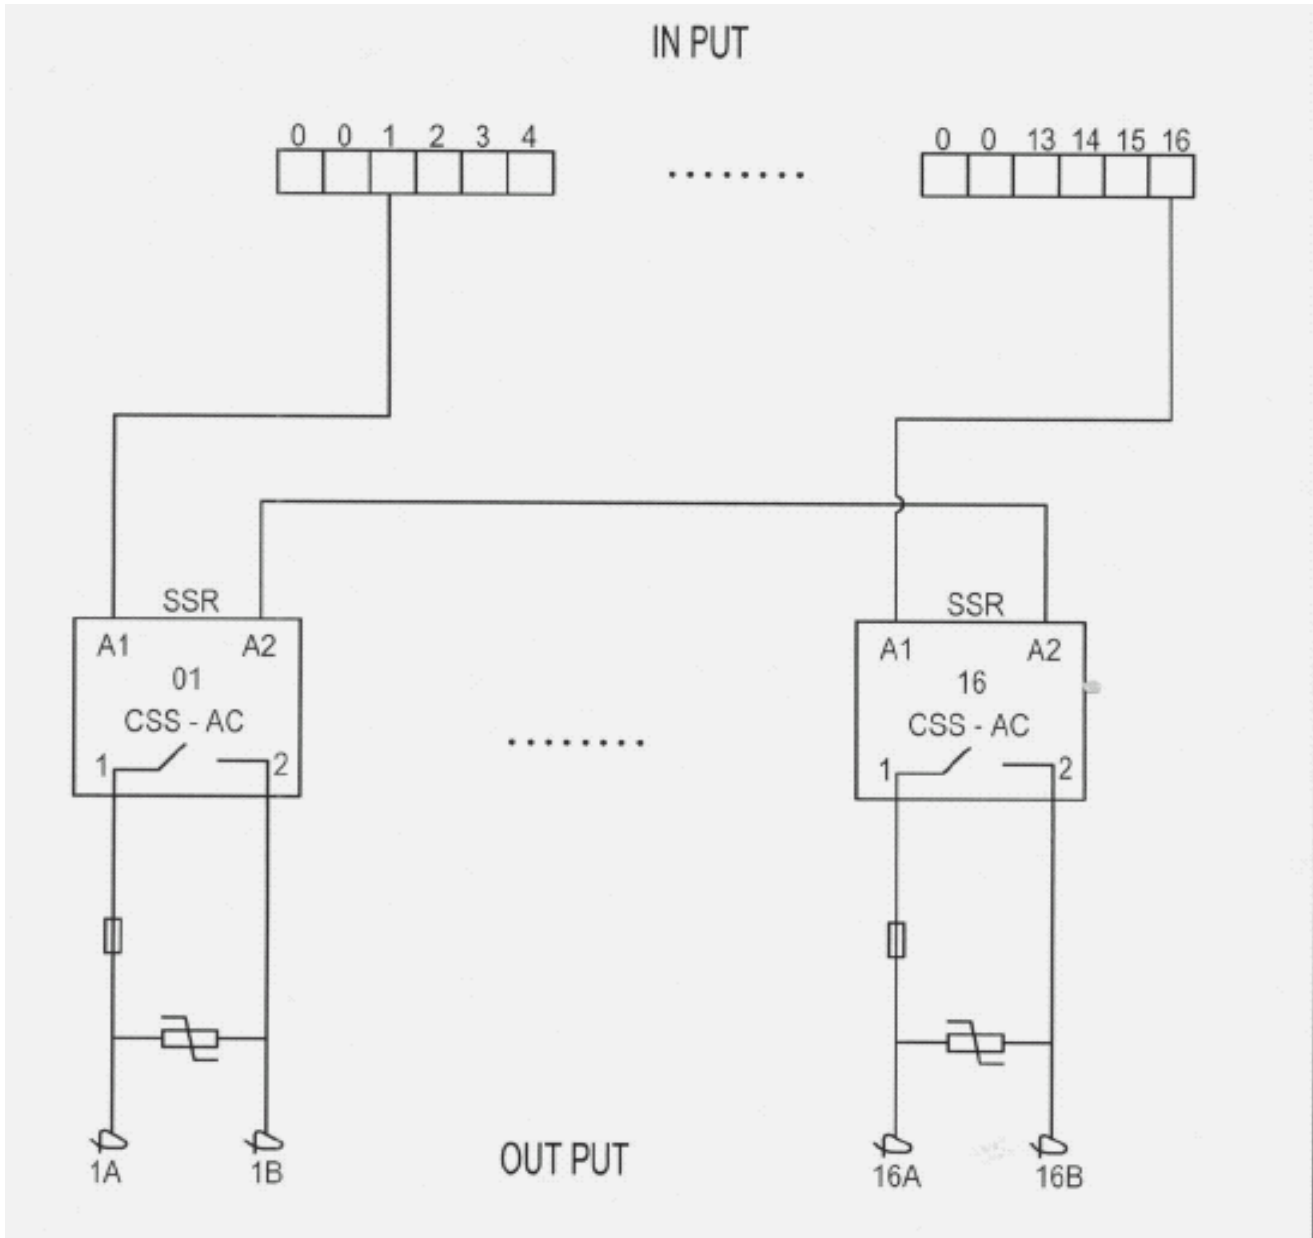 IN PUT
0 0 1 2 3 4
0 0 13 14 15 16
SSR
A1 A2
01
CSS - AC
1 2
SSR
A1 A2
16
CSS - AC
1 2
1A 1B
OUT PUT
16A 16B